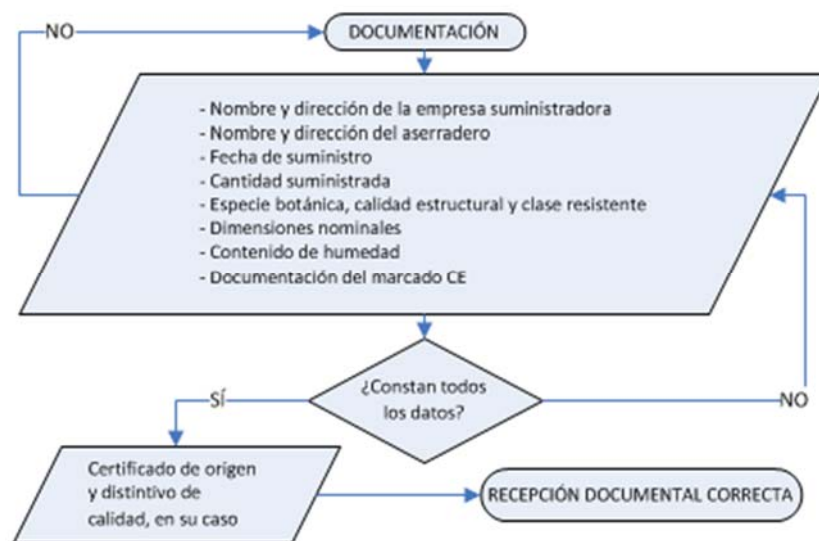 NO
DOCUMENTACIÓN
- Nombre y dirección de la empresa suministradora
- Nombre y dirección del aserradero
- Fecha de suministro
- Cantidad suministrada
- Especie botánica, calidad estructural y clase resistente
- Dimensiones nominales
- Contenido de humedad
- Documentación del marcado CE
¿Constan todos
los datos?
SÍ
NO
Certificado de origen
y distintivo de
calidad, en su caso
RECEPCIÓN DOCUMENTAL CORRECTA